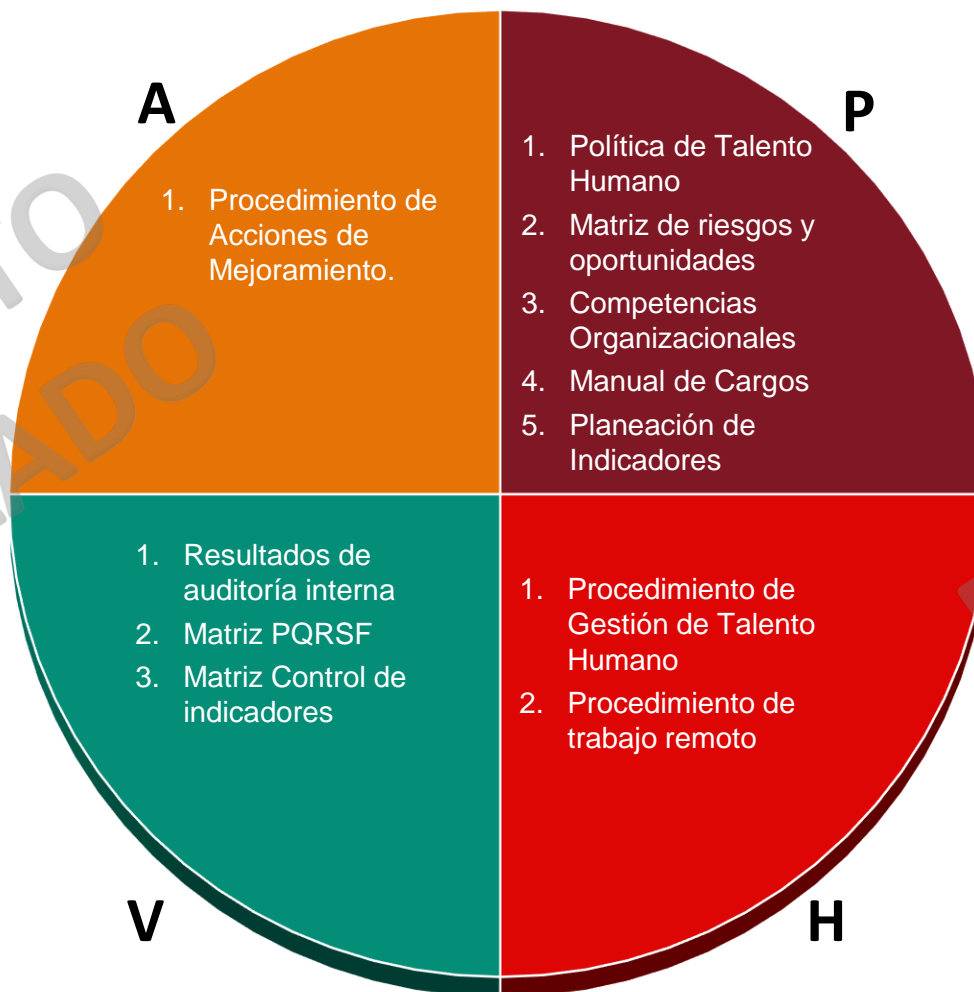 A
1. Procedimiento de
Acciones de
Mejoramiento.
P
1. Política de Talento
Humano
2. Matriz de riesgos y
oportunidades
3. Competencias
Organizacionales
4. Manual de Cargos
5. Planeación de
Indicadores
V
1. Resultados de
auditoría interna
2. Matriz PQRSF
3. Matriz Control de
indicadores
H
1. Procedimiento de
Gestión de Talento
Humano
2. Procedimiento de
trabajo remoto